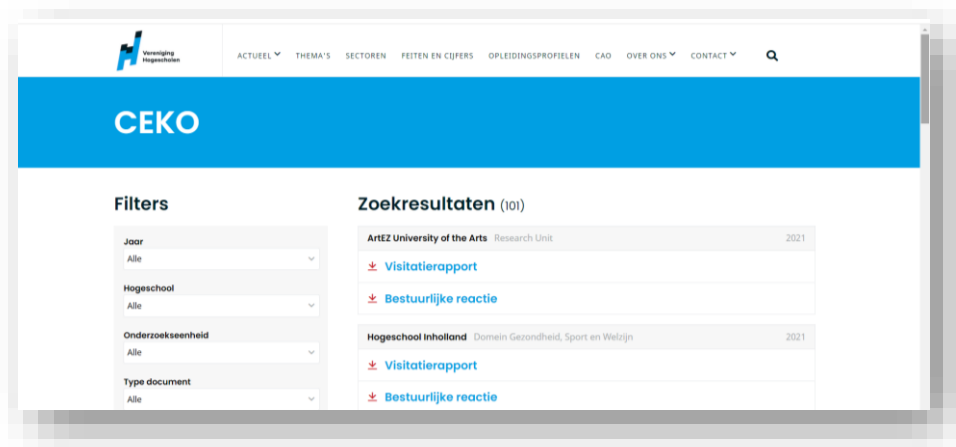 Vereniging
Hogescholen
ACTUEEL THEMA'S SECTOREN FEITEN EN CIJFERS OPLEIDINGSPROFIELEN CAO OVER ONS CONTACT
CEKO
Filters
Jaar
Alle
Hogeschool
Alle
Onderzoekseenheid
Alle
Type document
Alle
Zoekresultaten (101)
ArtEZ University of the Arts Research Unit 2021
Visitatierapport
Bestuurlijke reactie
Hogeschool Inholland Domein Gezondheid, Sport en Welzijn 2021
Visitatierapport
Bestuurlijke reactie